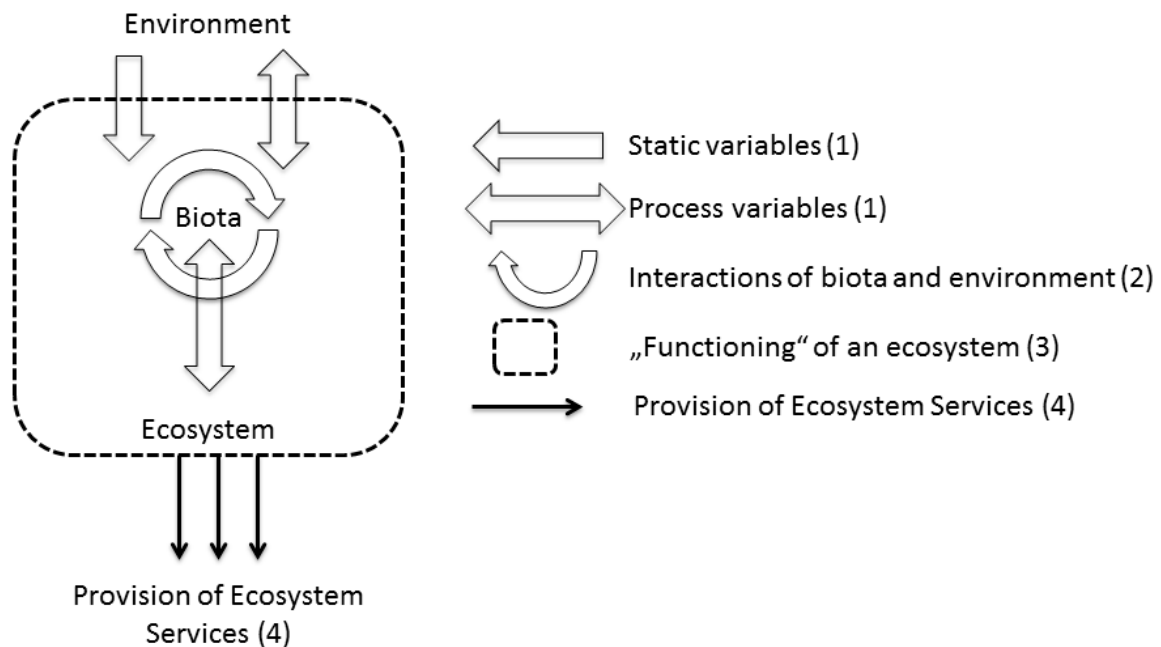 Environment
Biota
Ecosystem
Provision of Ecosystem
Services (4)
Static variables (1)
Process variables (1)
Interactions of biota and environment (2)
„Functioning“ of an ecosystem (3)
Provision of Ecosystem Services (4)